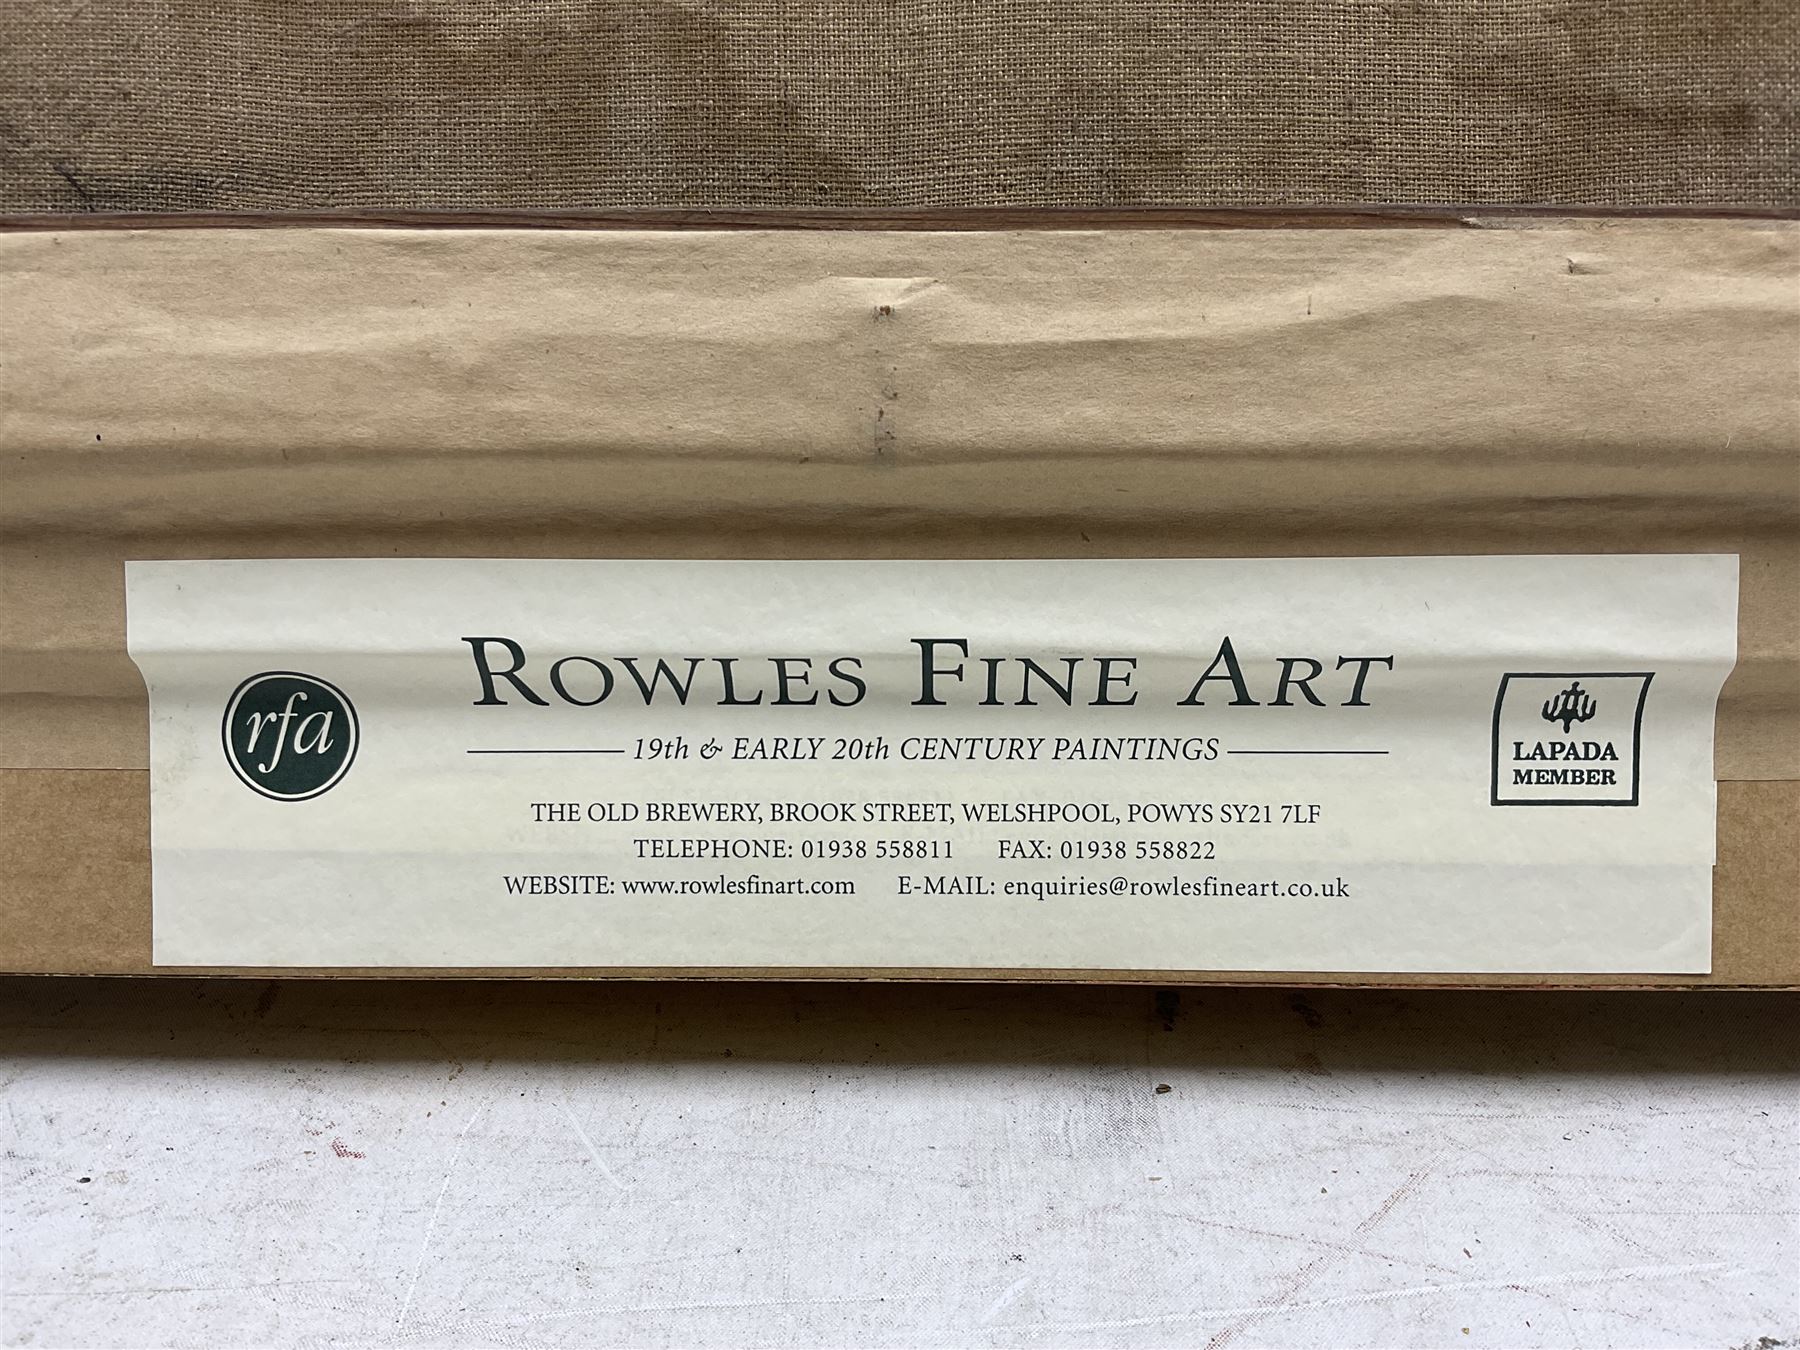 ROWLES FINE ART
rfa
19th & EARLY 20th CENTURY PAINTINGS
LAPADA
MEMBER
THE OLD BREWERY, BROOK STREET, WELSHPOOL, POWYS SY21 7LF
TELEPHONE: 01938 558811 FAX: 01938 558822
WEBSITE: www.rowlesfinart.com E-MAIL: enquiries@rowlesfineart.co.uk